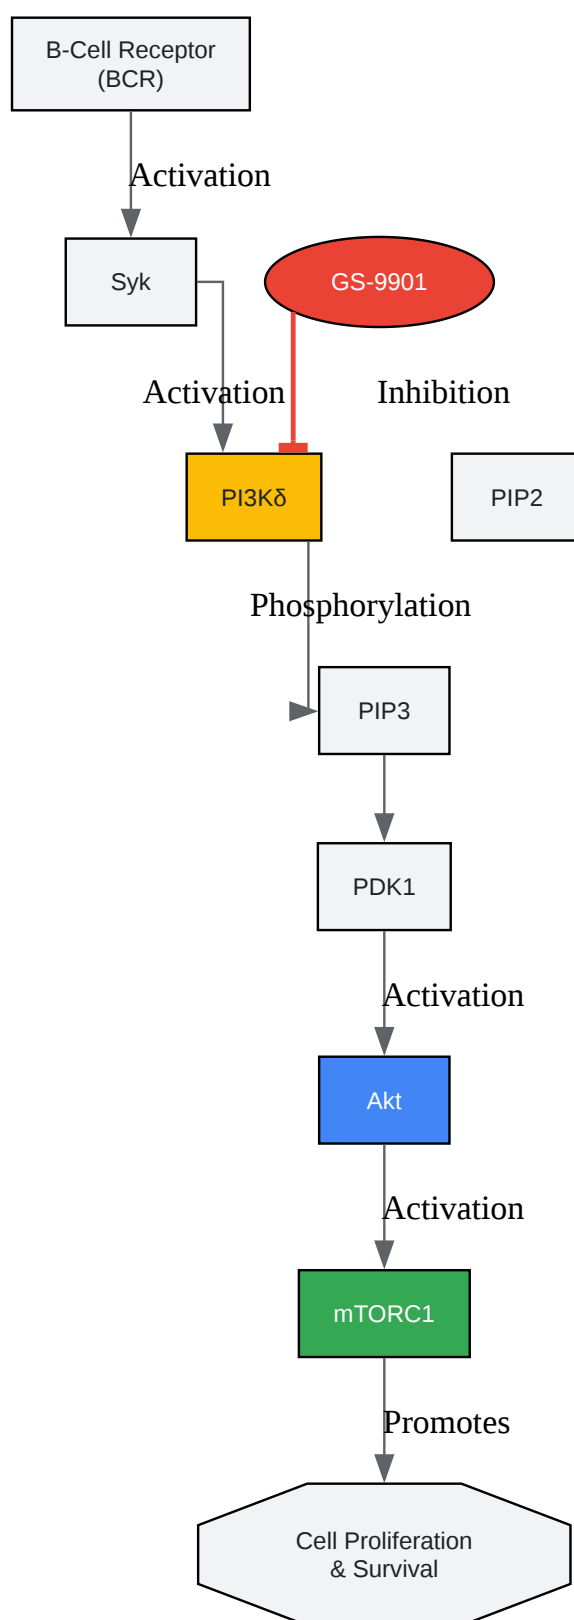 B-Cell Receptor
(BCR)
Activation
Syk
GS-9901
Activation
Inhibition
PI3Kδ
PIP2
Phosphorylation
PIP3
PDK1
Activation
Akt
Activation
mTORC1
Promotes
Cell Proliferation
& Survival